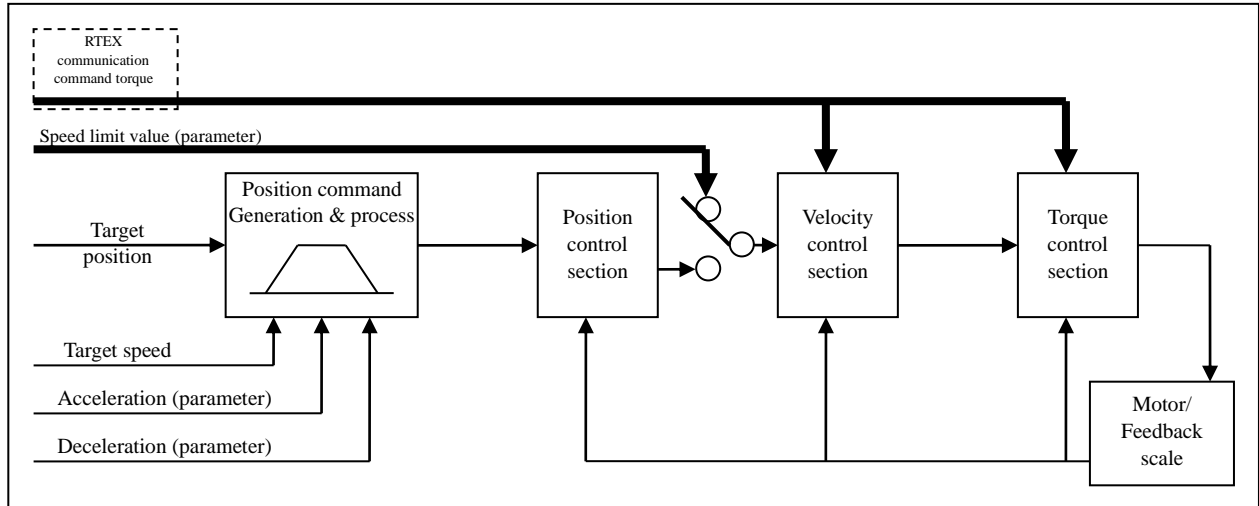 RTEX
communication
command torque
Speed limit value (parameter)
Position command
Generation & process
Target
position
Position
control
section
Velocity
control
section
Torque
control
section
Target speed
Acceleration (parameter)
Deceleration (parameter)
Motor/
Feedback
scale